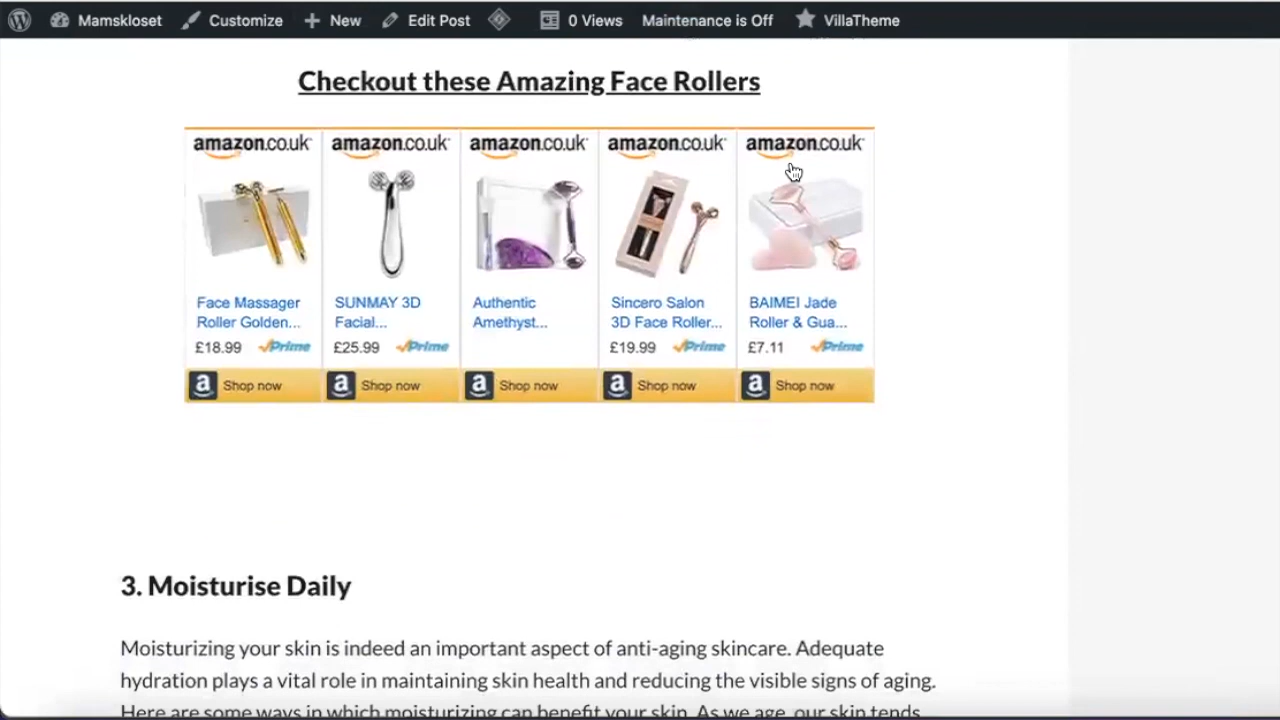 Mamskloset Customize New Edit Post 0 Views Maintenance is Off VillaTheme
Checkout these Amazing Face Rollers
amazon.co.uk amazon.co.uk amazon.co.uk amazon.co.uk amazon.co.uk
Face Massager
Roller Golden...
£18.99 Prime
Shop now
SUNMAY 3D
Facial...
£25.99 Prime
Shop now
Authentic
Amethyst...
Shop now
Sincero Salon
3D Face Roller...
£19.99 Prime
Shop now
BAIMEI Jade
Roller & Gua...
£7.11 Prime
Shop now
3. Moisturise Daily
Moisturizing your skin is indeed an important aspect of anti-aging skincare. Adequate
hydration plays a vital role in maintaining skin health and reducing the visible signs of aging.
Here are some ways in which moisturizing can benefit your skin. As we age, our skin tends